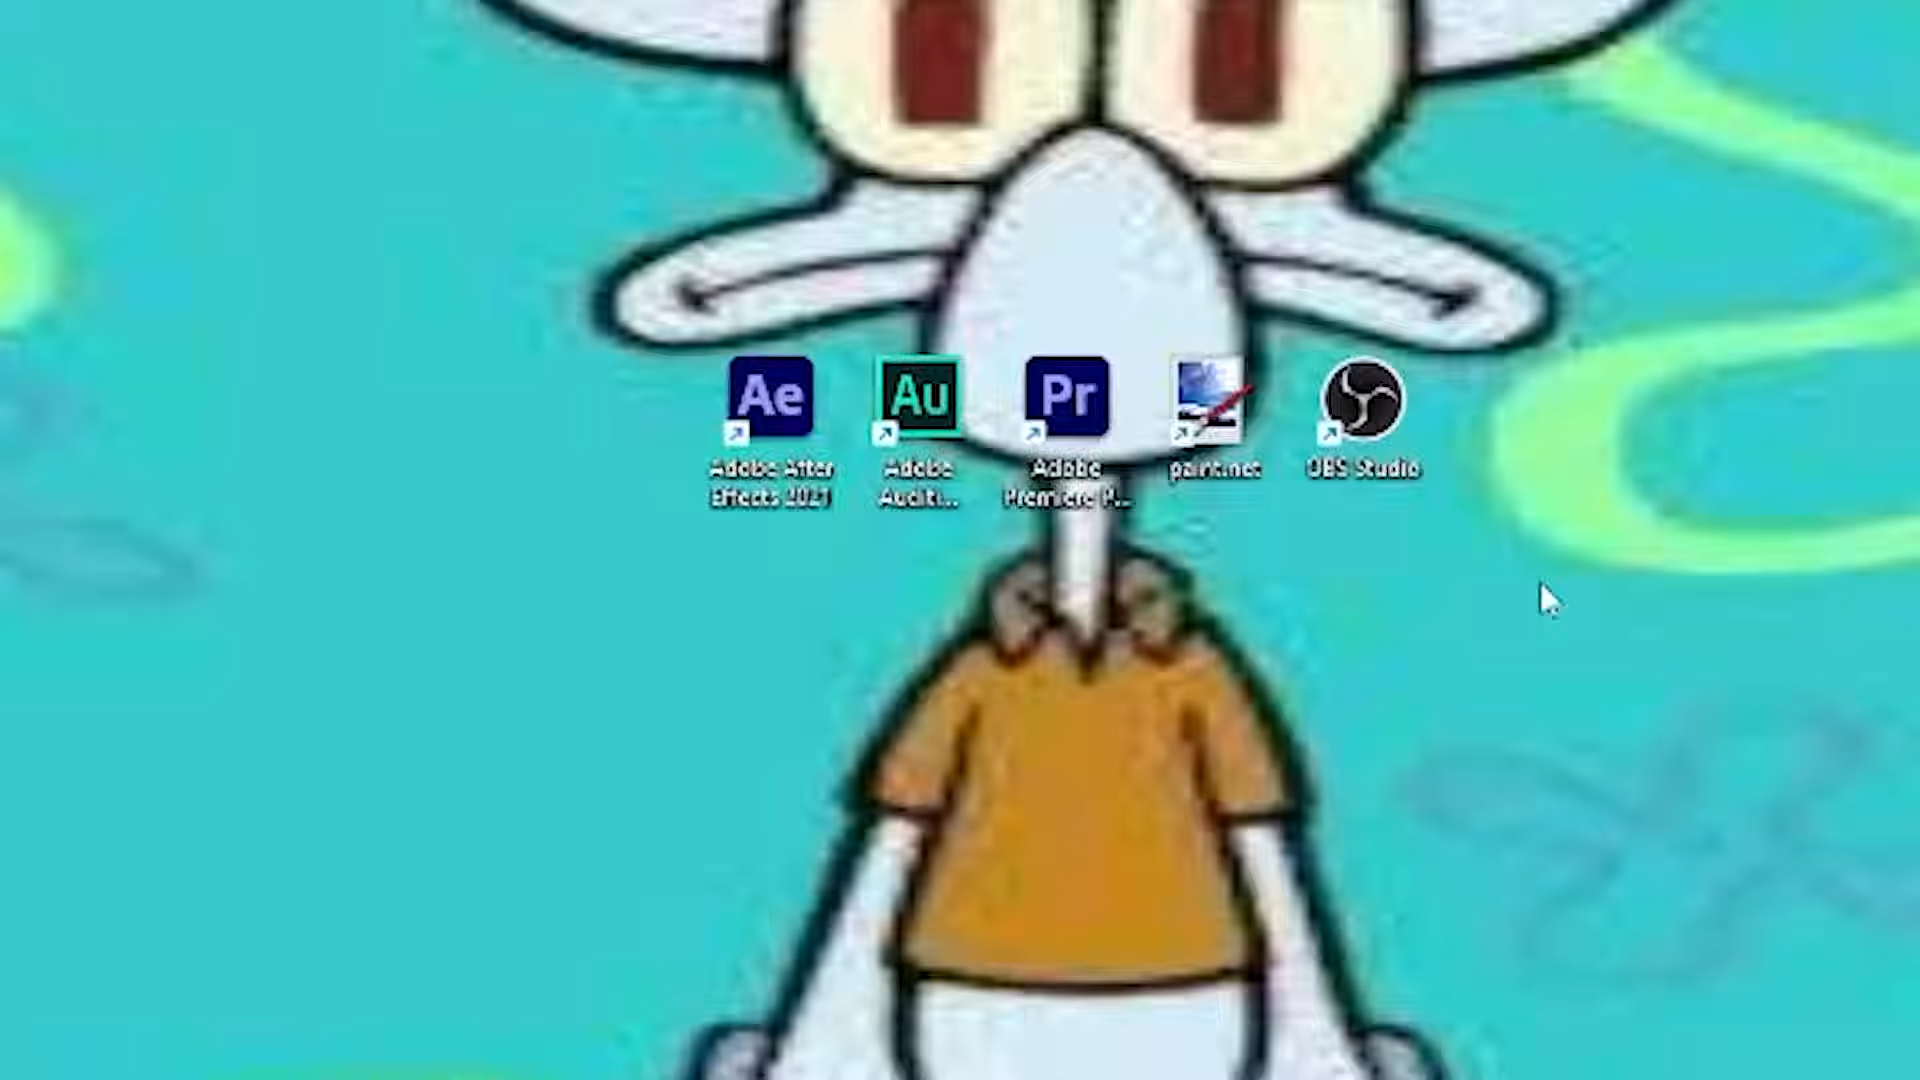 Ae
Au
Pr
Adobe After
Effects 2021
Adobe
Auditi...
Adobe
Premiere P...
paint.net
OBS Studio